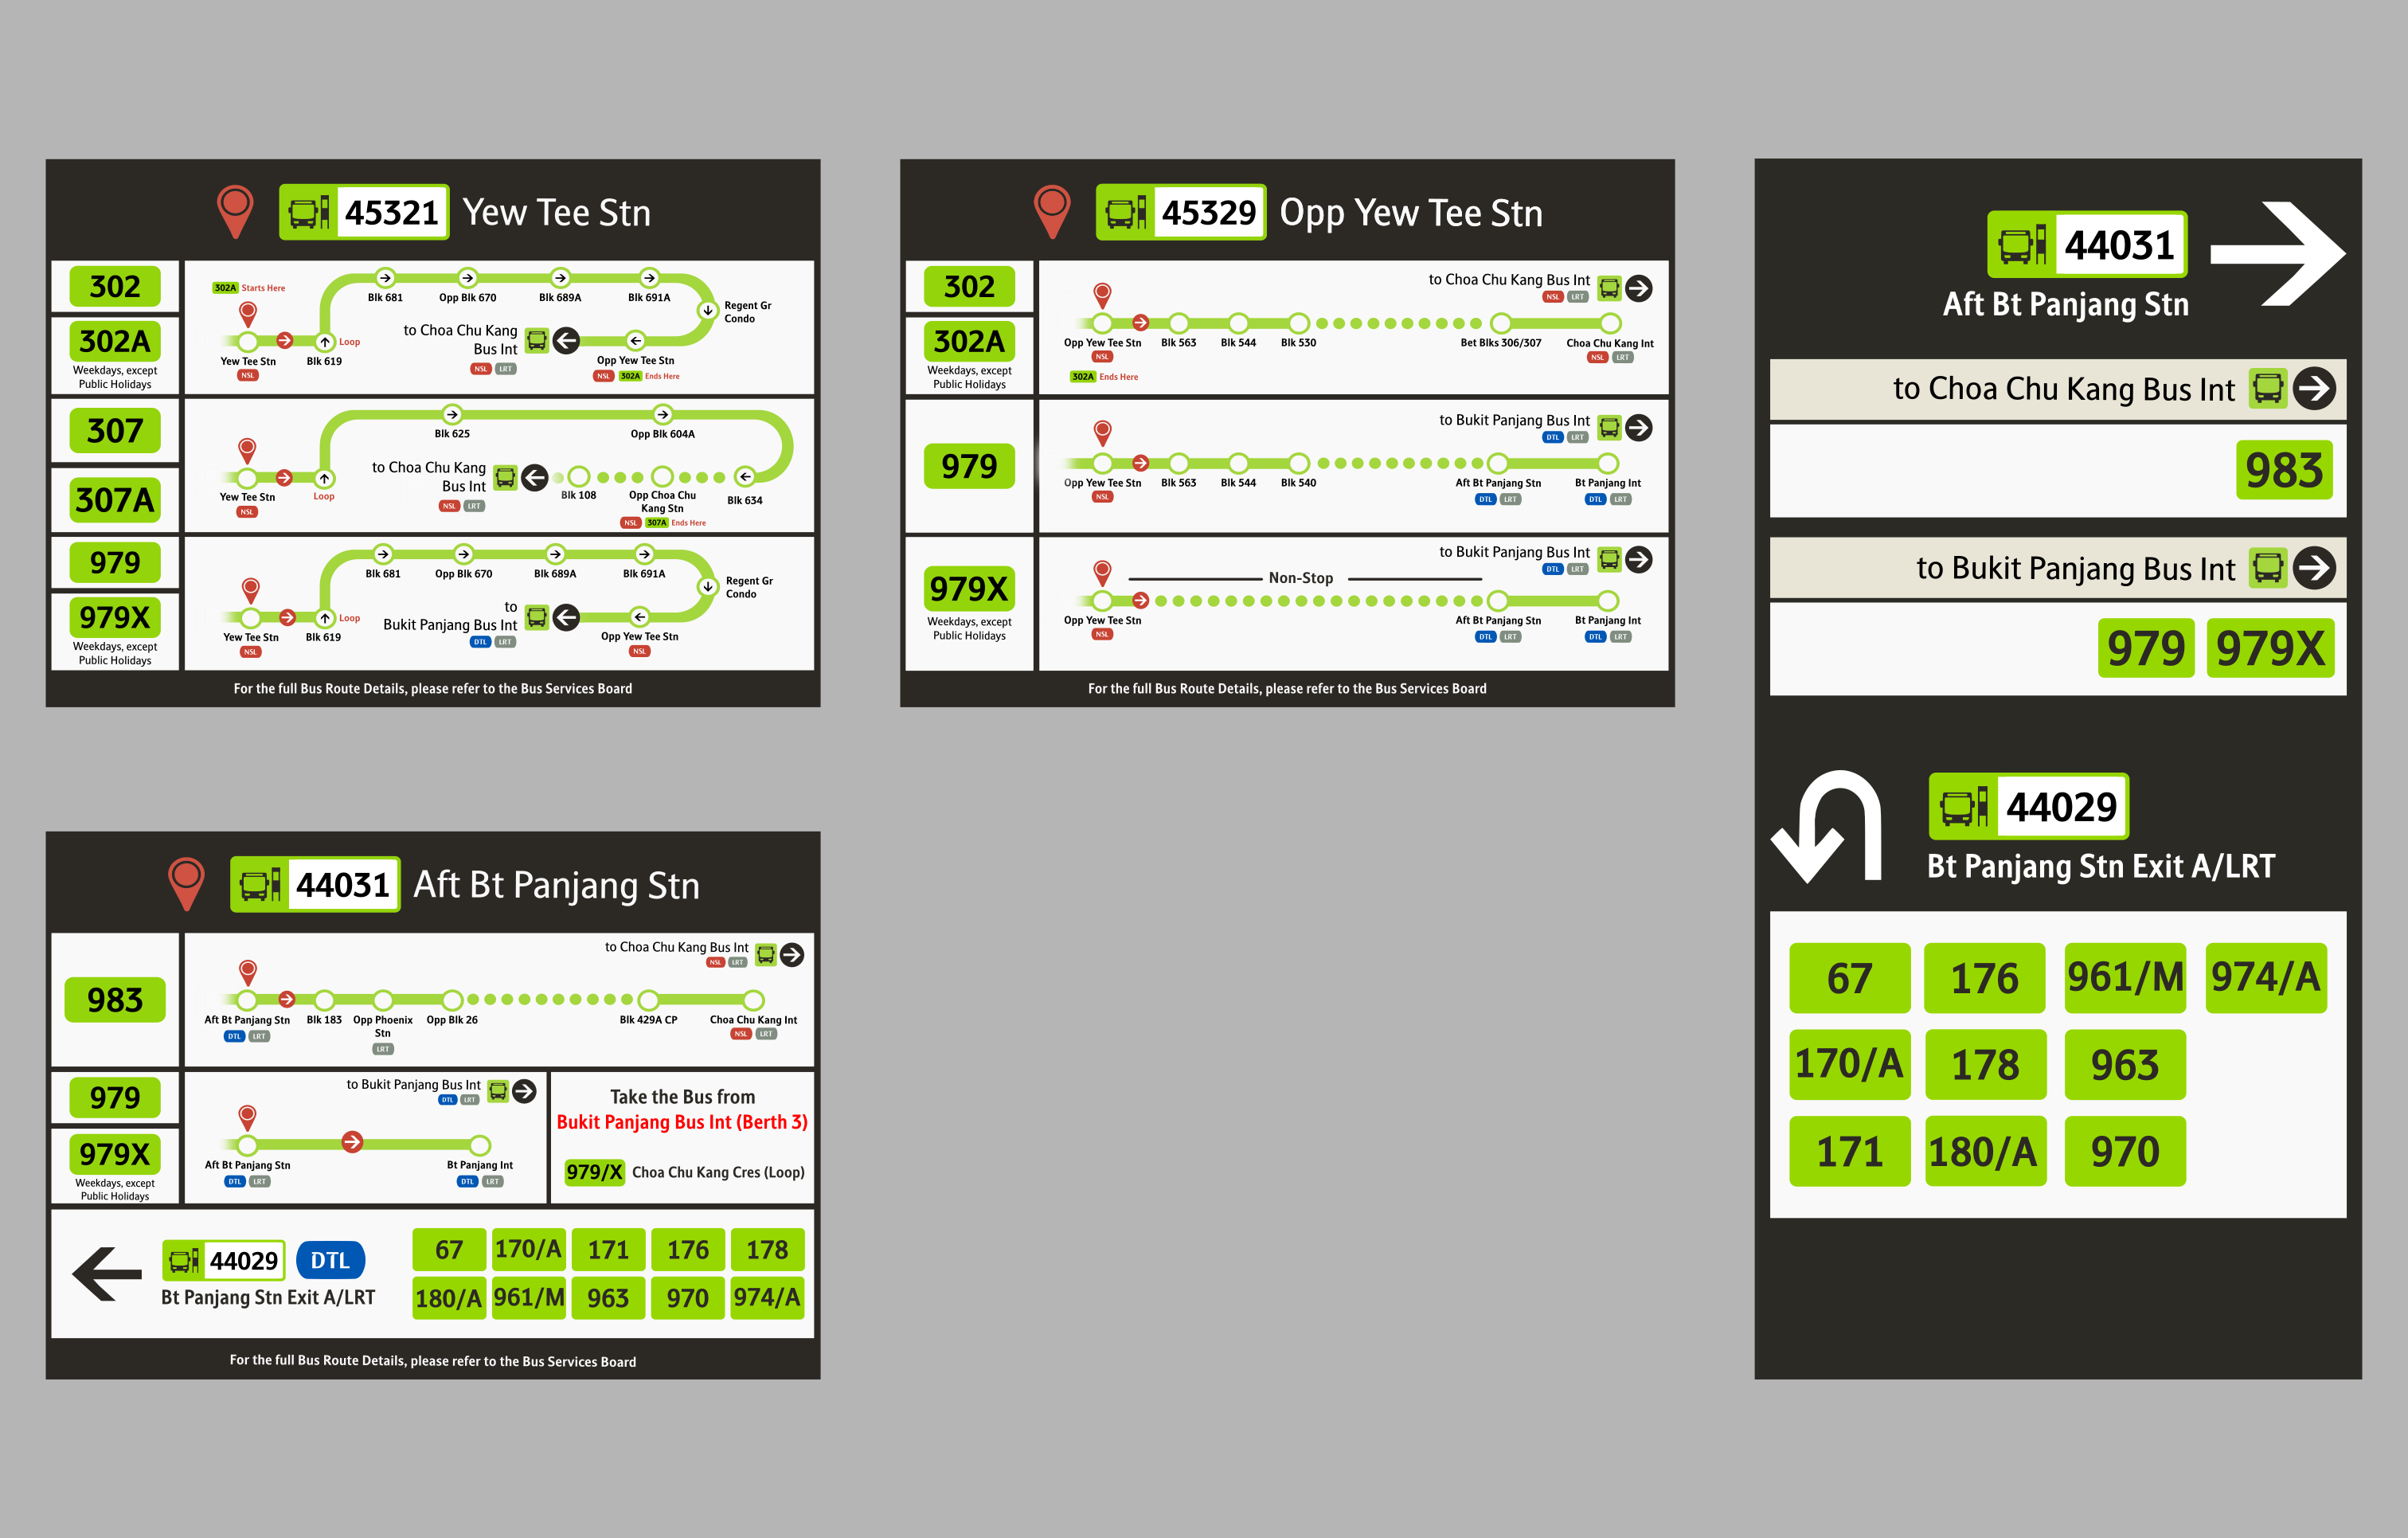 45321 Yew Tee Stn
302
302A
Weekdays, except
Public Holidays
302A Starts Here
Yew Tee Stn
NSL
Blk 619
Loop
Blk 681
Opp Blk 670
Blk 689A
Blk 691A
Regent Gr
Condo
Opp Yew Tee Stn
NSL 302A Ends Here
to Choa Chu Kang
Bus Int
NSL LRT
307
307A
Yew Tee Stn
NSL
Loop
Blk 625
Opp Blk 604A
Blk 634
Opp Choa Chu
Kang Stn
NSL 307A Ends Here
Blk 108
to Choa Chu Kang
Bus Int
NSL LRT
979
979X
Weekdays, except
Public Holidays
Yew Tee Stn
NSL
Blk 619
Loop
Blk 681
Opp Blk 670
Blk 689A
Blk 691A
Regent Gr
Condo
Opp Yew Tee Stn
NSL
to
Bukit Panjang Bus Int
DTL LRT
For the full Bus Route Details, please refer to the Bus Services Board
45329 Opp Yew Tee Stn
302
302A
Weekdays, except
Public Holidays
to Choa Chu Kang Bus Int
NSL LRT
Opp Yew Tee Stn
NSL
302A Ends Here
Blk 563
Blk 544
Blk 530
Bet Blks 306/307
Choa Chu Kang Int
NSL LRT
979
to Bukit Panjang Bus Int
DTL LRT
Opp Yew Tee Stn
NSL
Blk 563
Blk 544
Blk 540
Aft Bt Panjang Stn
DTL LRT
Bt Panjang Int
DTL LRT
979X
Weekdays, except
Public Holidays
to Bukit Panjang Bus Int
DTL LRT
Non-Stop
Opp Yew Tee Stn
NSL
Aft Bt Panjang Stn
DTL LRT
Bt Panjang Int
DTL LRT
For the full Bus Route Details, please refer to the Bus Services Board
44031
Aft Bt Panjang Stn
to Choa Chu Kang Bus Int
983
to Bukit Panjang Bus Int
979 979X
44029
Bt Panjang Stn Exit A/LRT
67 176 961/M 974/A
170/A 178 963
171 180/A 970
44031 Aft Bt Panjang Stn
983
to Choa Chu Kang Bus Int
NSL LRT
Aft Bt Panjang Stn
DTL LRT
Blk 183
Opp Phoenix
Stn
LRT
Opp Blk 26
Blk 429A CP
Choa Chu Kang Int
NSL LRT
979
979X
Weekdays, except
Public Holidays
to Bukit Panjang Bus Int
DTL LRT
Aft Bt Panjang Stn
DTL LRT
Bt Panjang Int
DTL LRT
Take the Bus from
Bukit Panjang Bus Int (Berth 3)
979/X Choa Chu Kang Cres (Loop)
44029 DTL
Bt Panjang Stn Exit A/LRT
67 170/A 171 176 178
180/A 961/M 963 970 974/A
For the full Bus Route Details, please refer to the Bus Services Board